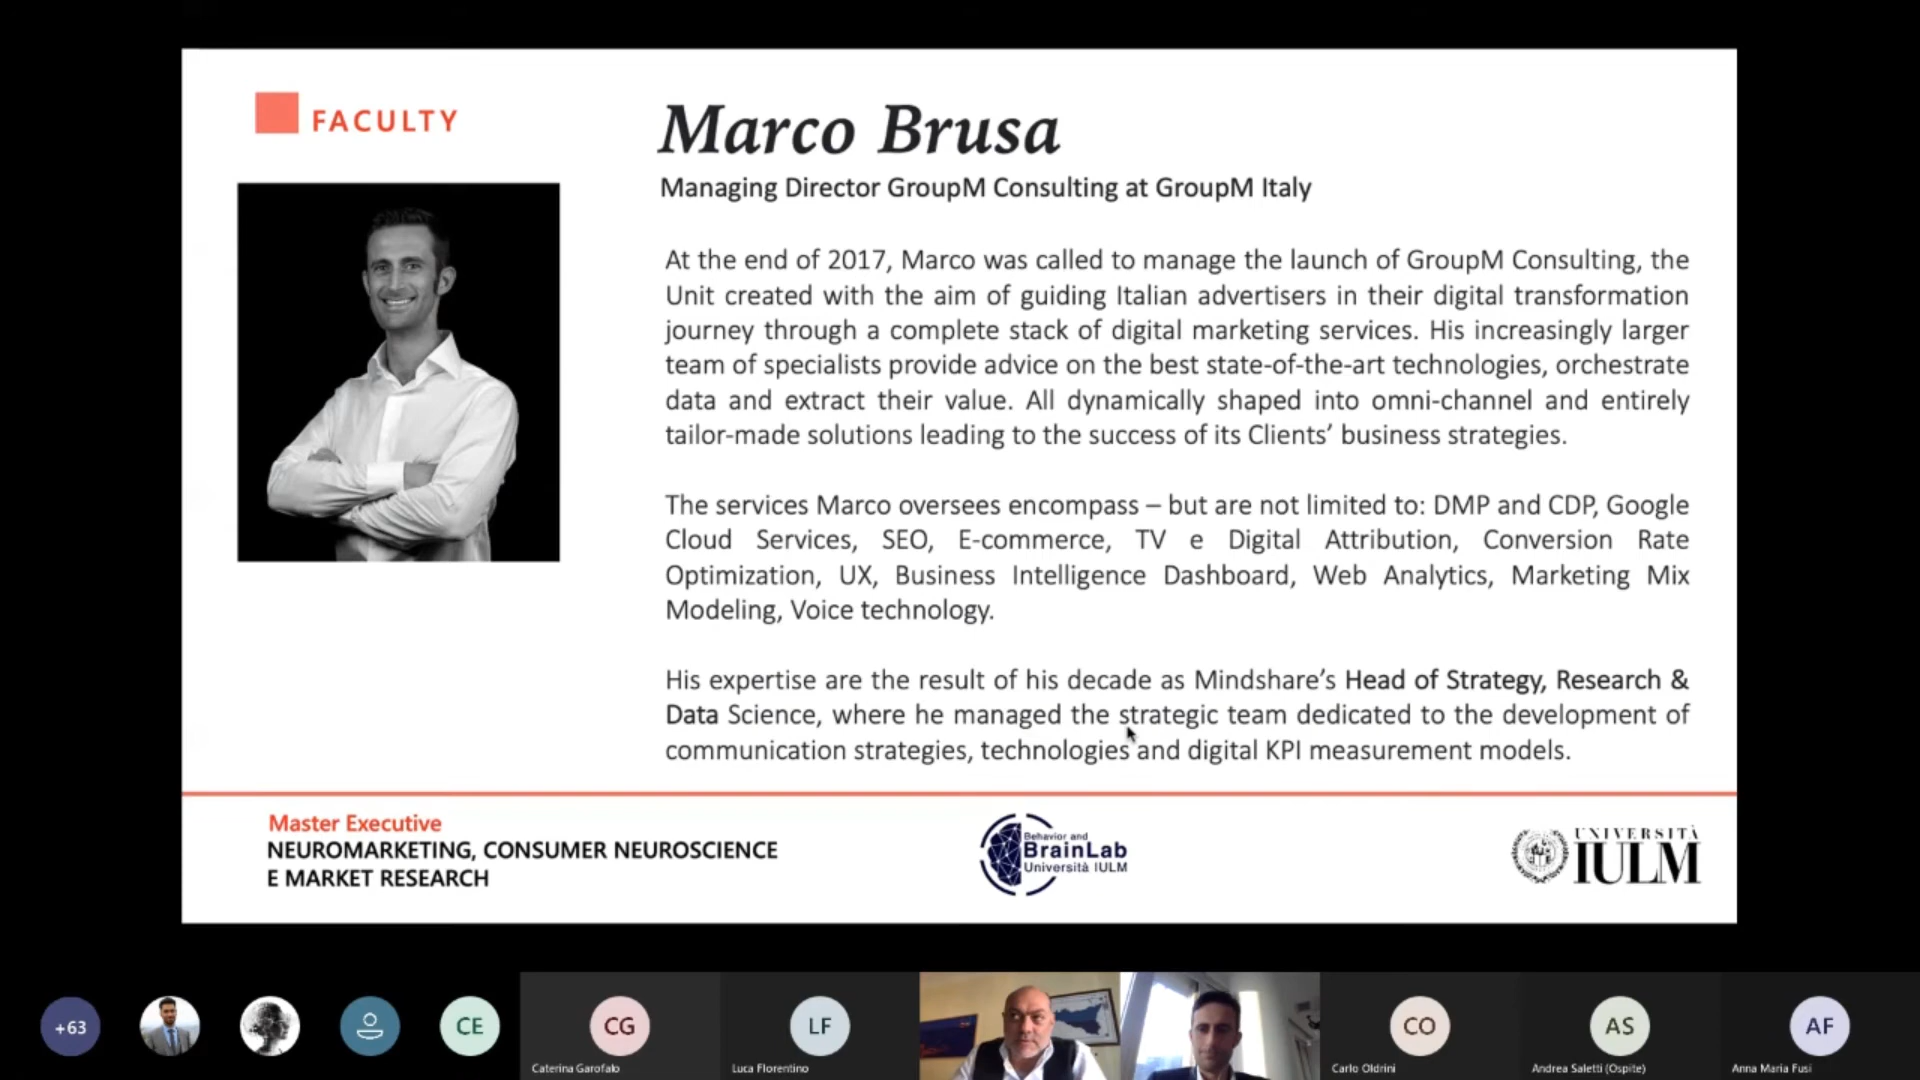 FACULTY
Marco Brusa
Managing Director GroupM Consulting at GroupM Italy
At the end of 2017, Marco was called to manage the launch of GroupM Consulting, the
Unit created with the aim of guiding Italian advertisers in their digital transformation
journey through a complete stack of digital marketing services. His increasingly larger
team of specialists provide advice on the best state-of-the-art technologies, orchestrate
data and extract their value. All dynamically shaped into omni-channel and entirely
tailor-made solutions leading to the success of its Clients’ business strategies.
The services Marco oversees encompass – but are not limited to: DMP and CDP, Google
Cloud Services, SEO, E-commerce, TV e Digital Attribution, Conversion Rate
Optimization, UX, Business Intelligence Dashboard, Web Analytics, Marketing Mix
Modeling, Voice technology.
His expertise are the result of his decade as Mindshare’s Head of Strategy, Research &
Data Science, where he managed the strategic team dedicated to the development of
communication strategies, technologies and digital KPI measurement models.
Master Executive
NEUROMARKETING, CONSUMER NEUROSCIENCE
E MARKET RESEARCH
Behavior and
BrainLab
Università IULM
UNIVERSITÀ
IULM
+63
CE
CG
Caterina Garofalo
LF
Luca Florentino
CO
Carlo Oldrini
AS
Andrea Saletti (Ospite)
AF
Anna Maria Fusi